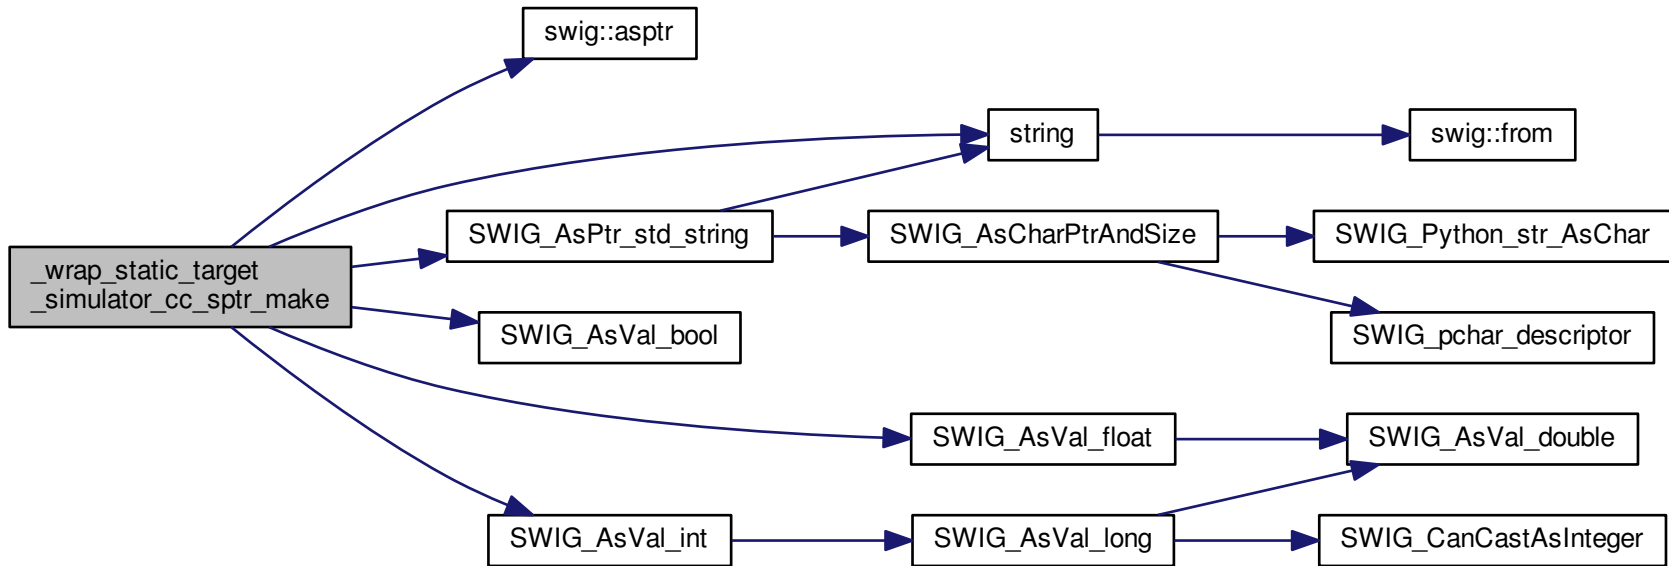 swig::asptr
string
swig::from
SWIG_AsPtr_std_string
SWIG_AsCharPtrAndSize
SWIG_Python_str_AsChar
_wrap_static_target
_simulator_cc_sptr_make
SWIG_AsVal_bool
SWIG_pchar_descriptor
SWIG_AsVal_float
SWIG_AsVal_double
SWIG_AsVal_int
SWIG_AsVal_long
SWIG_CanCastAsInteger